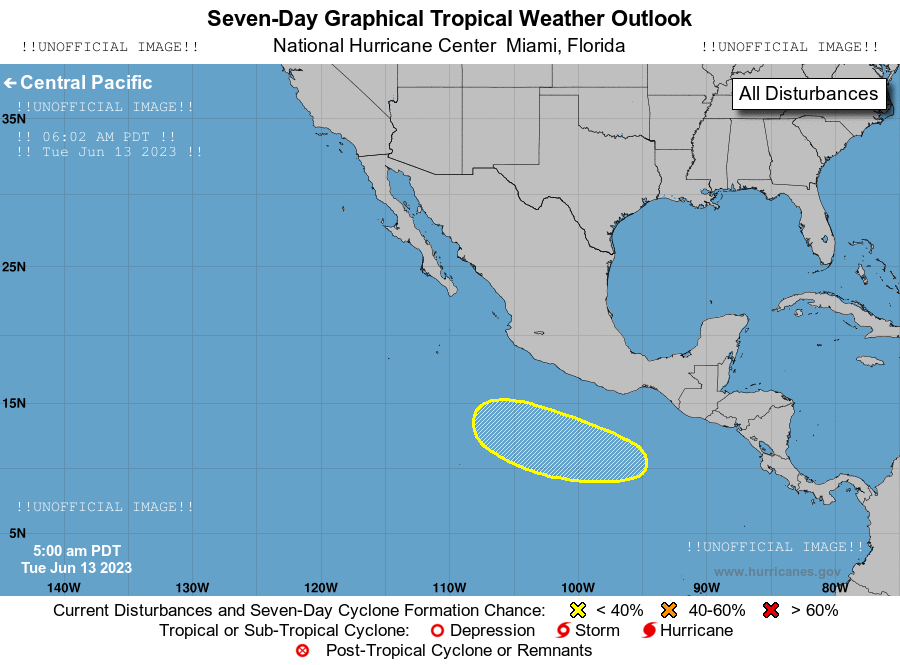 Seven-Day Graphical Tropical Weather Outlook
!!UNOFFICIAL IMAGE!! National Hurricane Center Miami, Florida !!UNOFFICIAL IMAGE!!
← Central Pacific
All Disturbances
!!UNOFFICIAL IMAGE!!
35N
!! 06:02 AM PDT !!
!! Tue Jun 13 2023 !!
25N
15N
!!UNOFFICIAL IMAGE!!
5N
5:00 am PDT
Tue Jun 13 2023
!!UNOFFICIAL IMAGE!!
www.hurricanes.gov
140W 130W 120W 110W 100W 90W 80W
Current Disturbances and Seven-Day Cyclone Formation Chance: < 40% 40-60% > 60%
Tropical or Sub-Tropical Cyclone: Depression Storm Hurricane
Post-Tropical Cyclone or Remnants